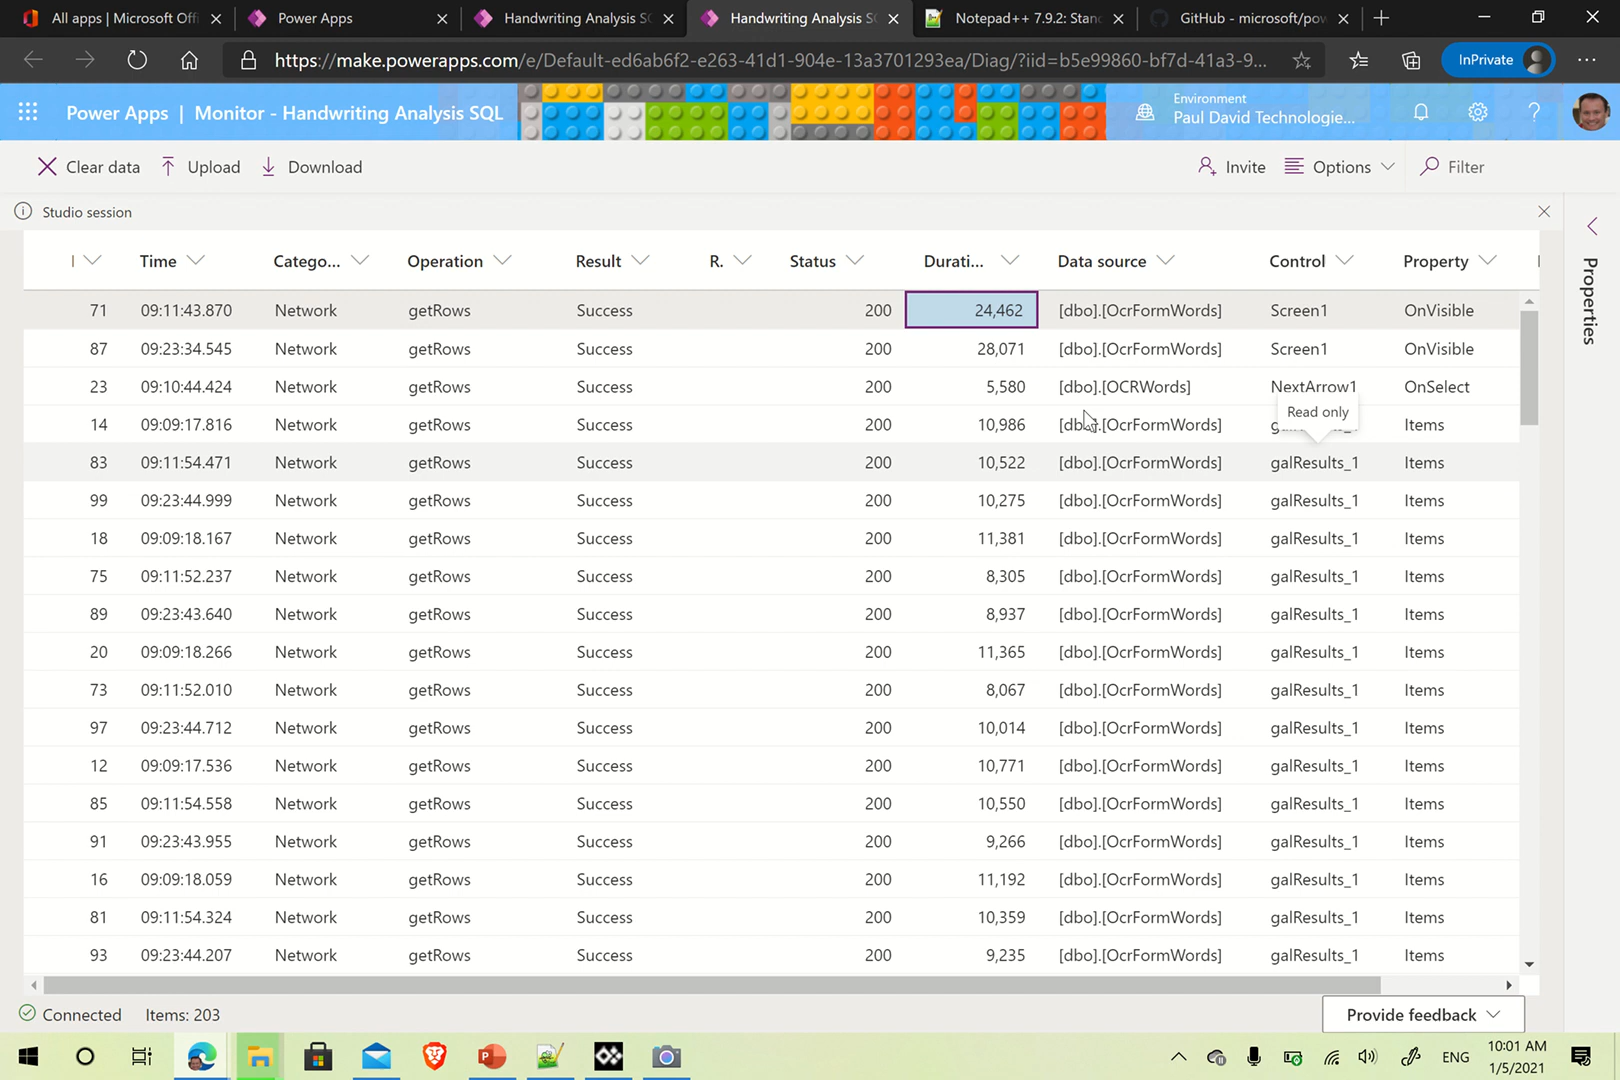 All apps | Microsoft Offi
Power Apps
Handwriting Analysis SQ
Handwriting Analysis SQ
Notepad++ 7.9.2: Stanc
GitHub - microsoft/pow
https://make.powerapps.com/e/Default-ed6ab6f2-e263-41d1-904e-13a3701293ea/Diag/?iid=b5e99860-bf7d-41a3-9...
InPrivate
Power Apps | Monitor - Handwriting Analysis SQL
Environment
Paul David Technologie...
Clear data Upload Download
Invite Options Filter
Studio session
Time Catego... Operation Result R. Status Durati... Data source Control Property
71 09:11:43.870 Network getRows Success 200 24,462 [dbo].[OcrFormWords] Screen1 OnVisible
87 09:23:34.545 Network getRows Success 200 28,071 [dbo].[OcrFormWords] Screen1 OnVisible
23 09:10:44.424 Network getRows Success 200 5,580 [dbo].[OCRWords] NextArrow1 OnSelect
Read only
14 09:09:17.816 Network getRows Success 200 10,986 [dbo].[OcrFormWords] Items
83 09:11:54.471 Network getRows Success 200 10,522 [dbo].[OcrFormWords] galResults_1 Items
99 09:23:44.999 Network getRows Success 200 10,275 [dbo].[OcrFormWords] galResults_1 Items
18 09:09:18.167 Network getRows Success 200 11,381 [dbo].[OcrFormWords] galResults_1 Items
75 09:11:52.237 Network getRows Success 200 8,305 [dbo].[OcrFormWords] galResults_1 Items
89 09:23:43.640 Network getRows Success 200 8,937 [dbo].[OcrFormWords] galResults_1 Items
20 09:09:18.266 Network getRows Success 200 11,365 [dbo].[OcrFormWords] galResults_1 Items
73 09:11:52.010 Network getRows Success 200 8,067 [dbo].[OcrFormWords] galResults_1 Items
97 09:23:44.712 Network getRows Success 200 10,014 [dbo].[OcrFormWords] galResults_1 Items
12 09:09:17.536 Network getRows Success 200 10,771 [dbo].[OcrFormWords] galResults_1 Items
85 09:11:54.558 Network getRows Success 200 10,550 [dbo].[OcrFormWords] galResults_1 Items
91 09:23:43.955 Network getRows Success 200 9,266 [dbo].[OcrFormWords] galResults_1 Items
16 09:09:18.059 Network getRows Success 200 11,192 [dbo].[OcrFormWords] galResults_1 Items
81 09:11:54.324 Network getRows Success 200 10,359 [dbo].[OcrFormWords] galResults_1 Items
93 09:23:44.207 Network getRows Success 200 9,235 [dbo].[OcrFormWords] galResults_1 Items
Properties
Connected Items: 203
Provide feedback
ENG
10:01 AM
1/5/2021